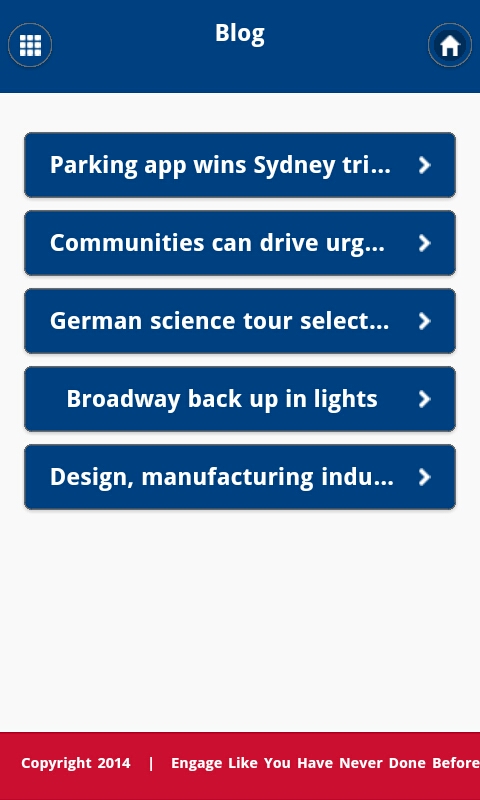 Blog
Parking app wins Sydney tri...
Communities can drive urg...
German science tour select...
Broadway back up in lights
Design, manufacturing indu...
Copyright 2014 | Engage Like You Have Never Done Before